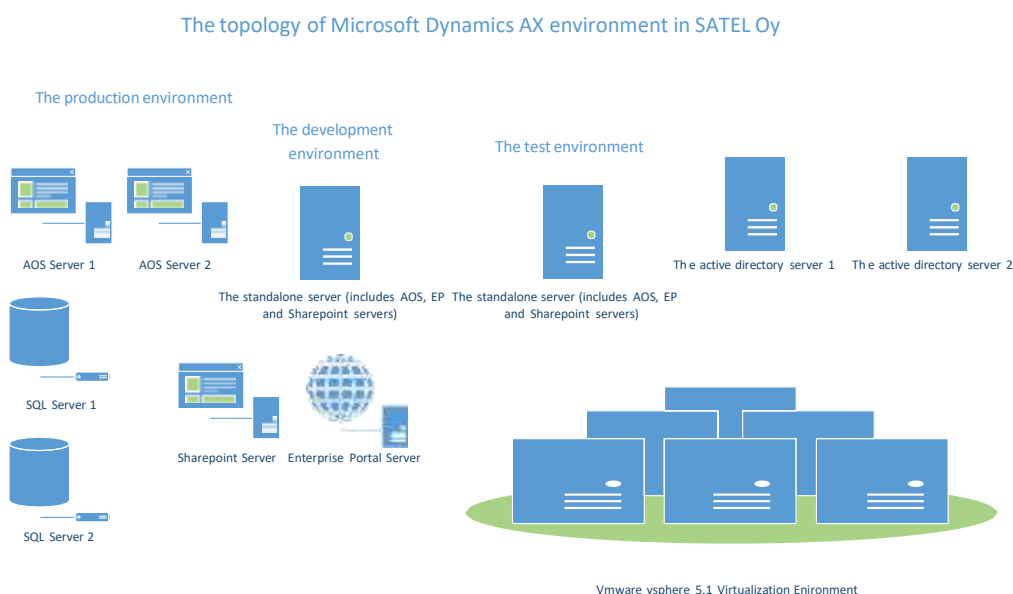 The topology of Microsoft Dynamics AX environment in SATEL Oy
The production environment
The development
environment
The test environment
AOS Server 1
AOS Server 2
The active directory server 1
The active directory server 2
The standalone server (includes AOS, EP
and Sharepoint servers)
The standalone server (includes AOS, EP
and Sharepoint servers)
SQL Server 1
Sharepoint Server
Enterprise Portal Server
SQL Server 2
Vmware vsphere 5.1 Virtualization Enironment